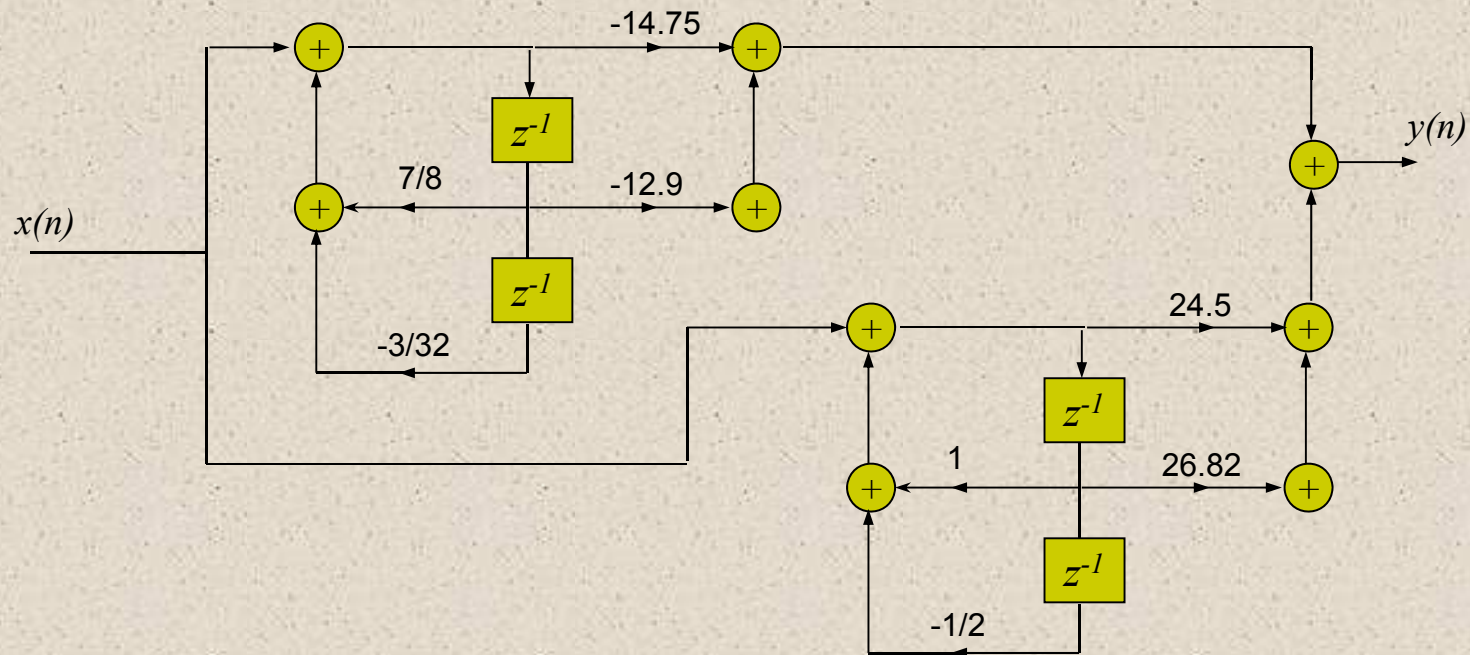 -14.75
+
+
z-1
y(n)
+
7/8
-12.9
+
+
x(n)
z-1
24.5
-3/32
+
+
z-1
1
26.82
+
+
z-1
-1/2